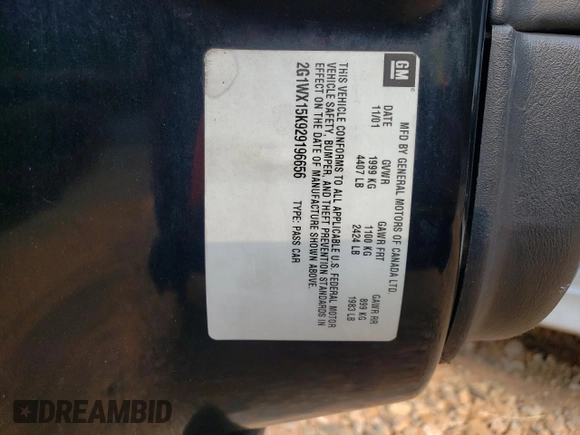 GM
MFD BY GENERAL MOTORS OF CANADA LTD.
DATE GVWR GAWR FRT GAWR RR
11/01 1999 KG 1100 KG 899 KG
4407 LB 2424 LB 1983 LB
THIS VEHICLE CONFORMS TO ALL APPLICABLE U.S. FEDERAL MOTOR
VEHICLE SAFETY, BUMPER, AND THEFT PREVENTION STANDARDS IN
EFFECT ON THE DATE OF MANUFACTURE SHOWN ABOVE.
2G1WX15K929196656 TYPE: PASS CAR
DREAMBID